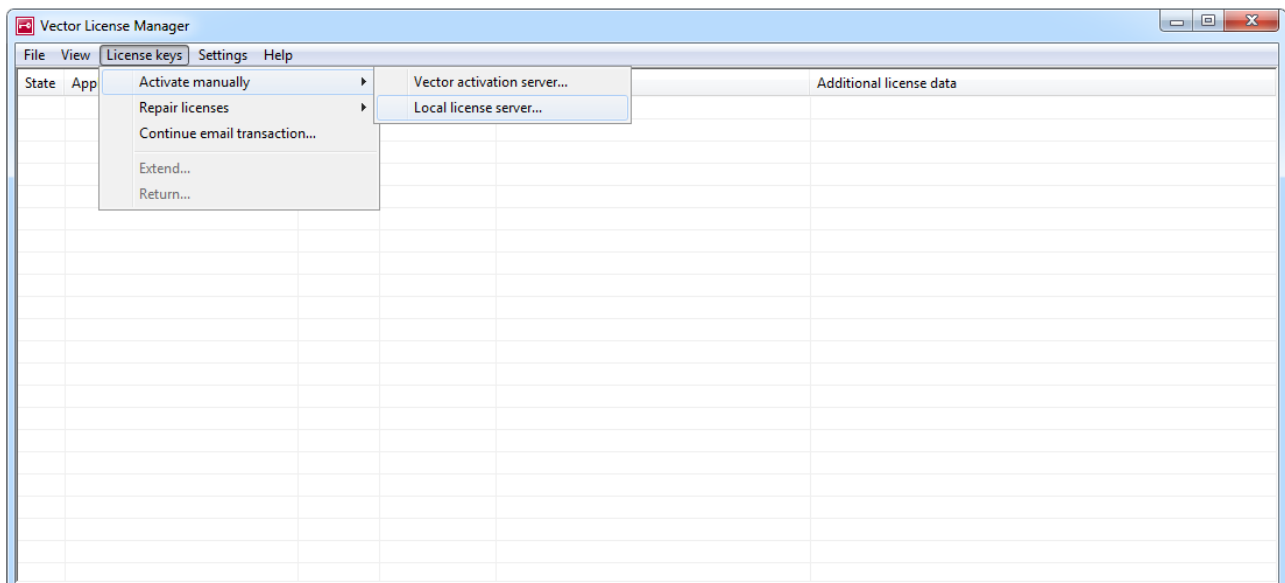 Vector License Manager
File View License keys Settings Help
State App Additional license data
Activate manually
Repair licenses
Continue email transaction...
Extend...
Return...
Vector activation server...
Local license server...